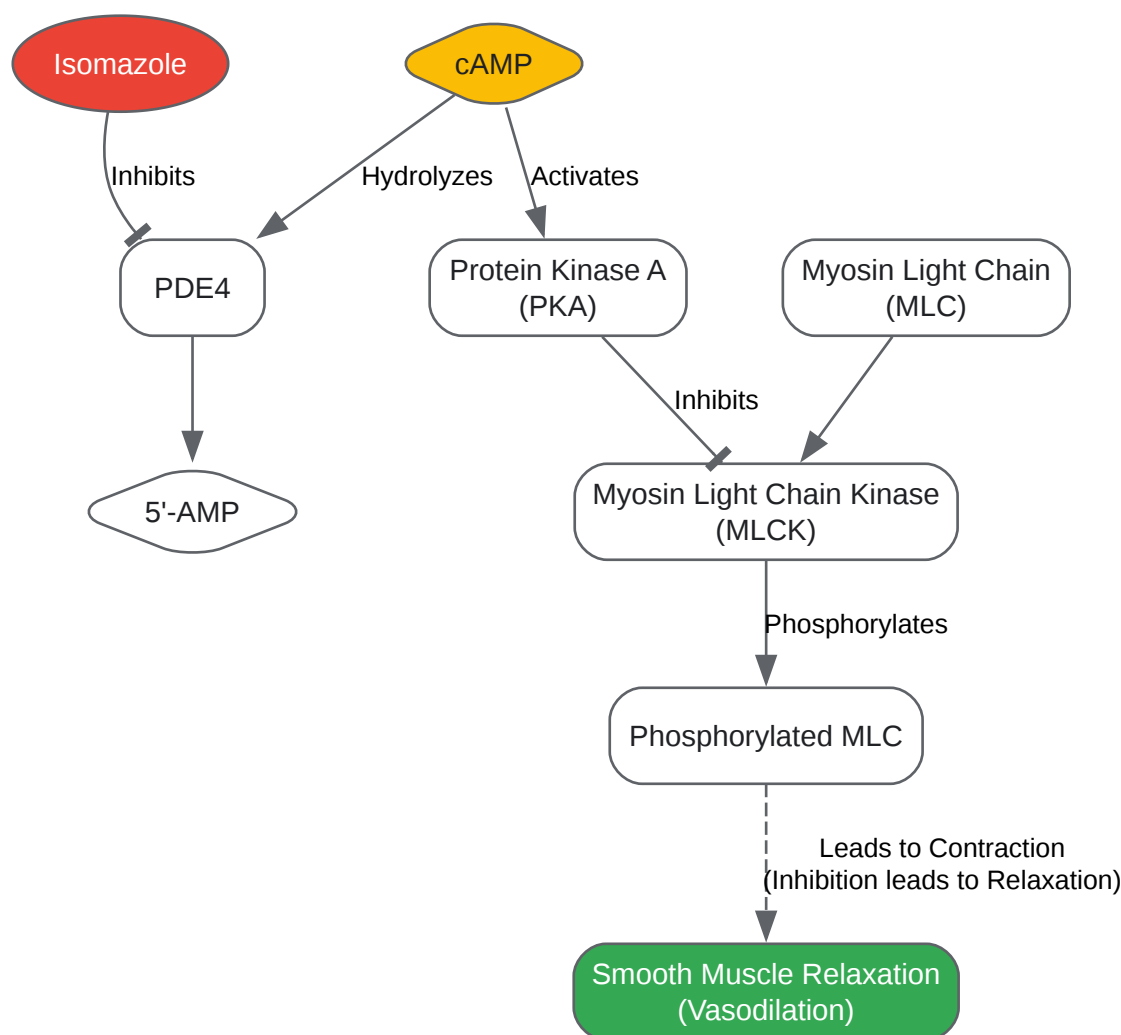 Isomazole
cAMP
Inhibits
Hydrolyzes
Activates
PDE4
Protein Kinase A
(PKA)
Myosin Light Chain
(MLC)
Inhibits
5'-AMP
Myosin Light Chain Kinase
(MLCK)
Phosphorylates
Phosphorylated MLC
Leads to Contraction
(Inhibition leads to Relaxation)
Smooth Muscle Relaxation
(Vasodilation)